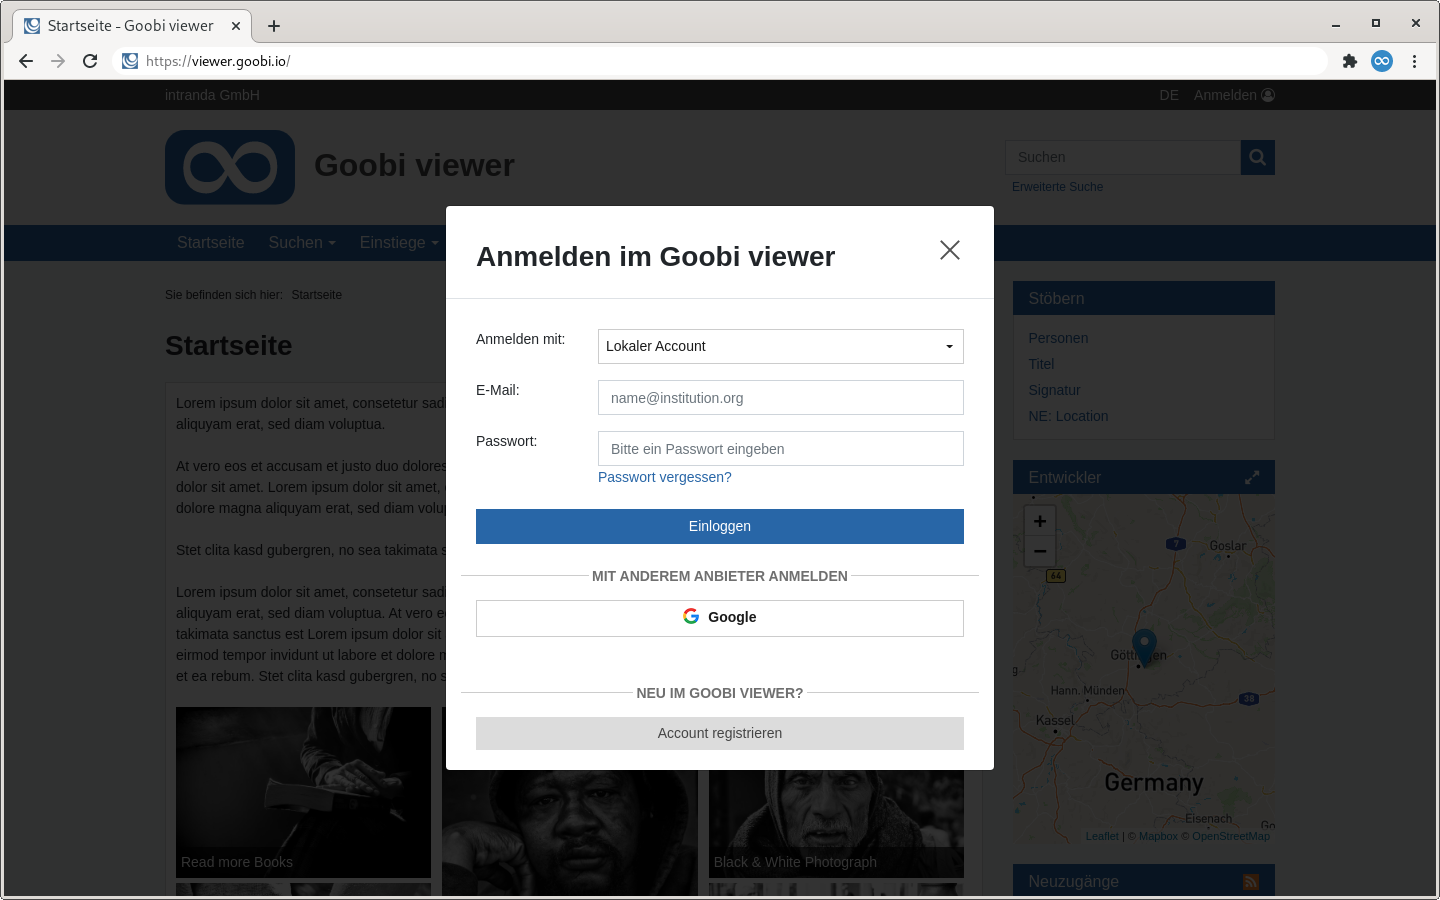 Startseite - Goobi viewer
https://viewer.goobi.io/
intranda GmbH
DE Anmelden
Goobi viewer
Suchen
Erweiterte Suche
Startseite Suchen Einstiege
Sie befinden sich hier: Startseite
Startseite
Lorem ipsum dolor sit amet, consetetur
aliquyam erat, sed diam voluptua.
At vero eos et accusam et justo duo
dolor sit amet. Lorem ipsum dolor sit amet,
dolore magna aliquyam erat, sed diam
Stet clita kasd gubergren, no sea takimata
Lorem ipsum dolor sit amet, consetetur
aliquyam erat, sed diam voluptua. At vero
takimata sanctus est Lorem ipsum dolor sit
eirmod tempor invidunt ut labore et dolore
et ea rebum. Stet clita kasd gubergren, no
Read more Books
Black & White Photograph
Anmelden im Goobi viewer
Anmelden mit: Lokaler Account
E-Mail: name@institution.org
Passwort: Bitte ein Passwort eingeben
Passwort vergessen?
Einloggen
MIT ANDEREM ANBIETER ANMELDEN
Google
NEU IM GOOBI VIEWER?
Account registrieren
Stöbern
Personen
Titel
Signatur
NE: Location
Entwickler
+
−
7
Goslar
64
Göttingen
Hann. Münden
38
Kassel
Germany
Eisenach
Leaflet | © Mapbox © OpenStreetMap
Neuzugänge